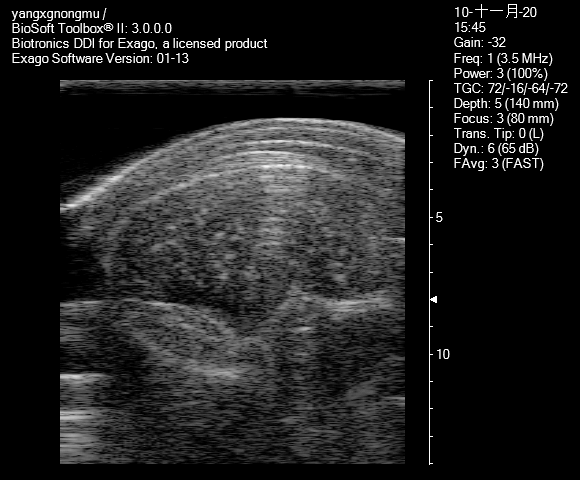 yangxgnongmu /
BioSoft Toolbox® II: 3.0.0.0
Biotronics DDI for Exago, a licensed product
Exago Software Version: 01-13
10-十一月-20
15:45
Gain: -32
Freq: 1 (3.5 MHz)
Power: 3 (100%)
TGC: 72/-16/-64/-72
Depth: 5 (140 mm)
Focus: 3 (80 mm)
Trans. Tip: 0 (L)
Dyn.: 6 (65 dB)
FAvg: 3 (FAST)
5
10